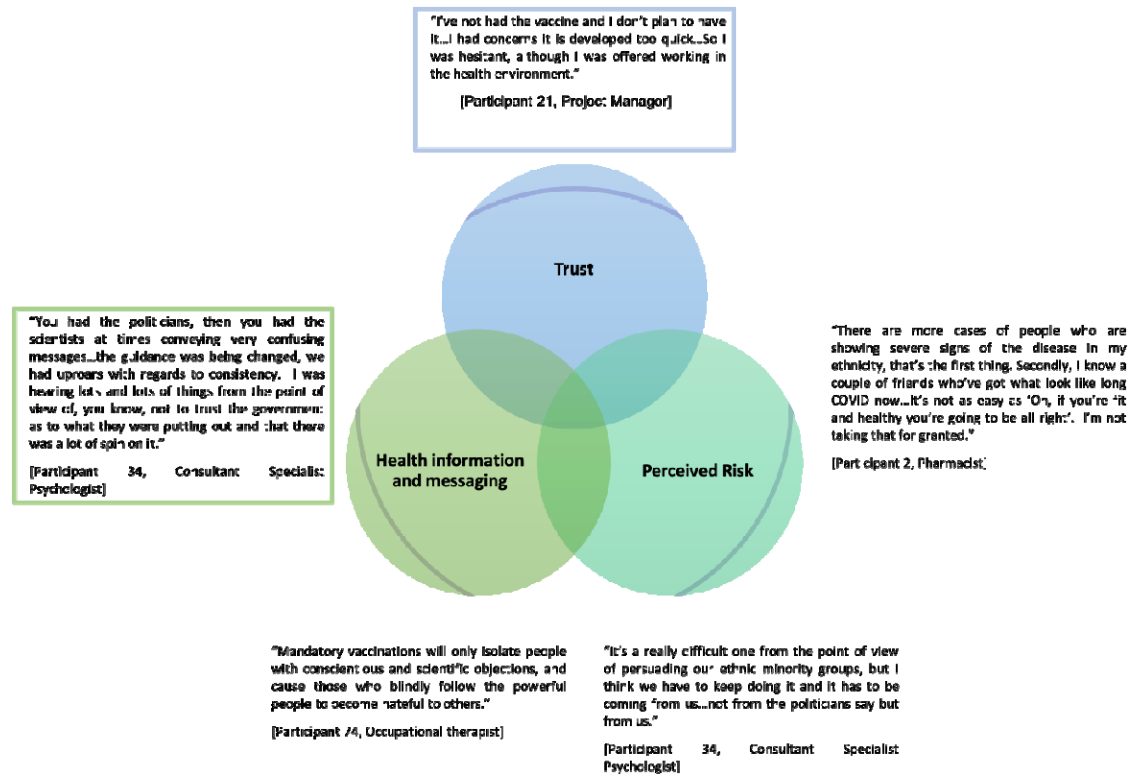 "I've not had the vaccine and I don't plan to have
it...I had concerns it is developed too quick...So I
was hesitant, although I was offered working in
the health environment."
[Participant 21, Project Manager]
Trust
"You had the politicians, then you had the
scientists at times conveying very confusing
messages...the guidance was being changed, we
had uproars with regards to consistency. I was
hearing lots and lots of things from the point of
view of, you know, not to trust the government
as to what they were putting out and that there
was a lot of spin on it."
[Participant 34, Consultant Specialist
Psychologist]
Health information
and messaging
Perceived Risk
"There are more cases of people who are
showing severe signs of the disease in my
ethnicity, that's the first thing. Secondly, I know a
couple of friends who've got what look like long
COVID now...it's not as easy as 'Oh, if you're fit
and healthy you're going to be all right'. I'm not
taking that for granted."
[Participant 2, Pharmacist]
"Mandatory vaccinations will only isolate people
with conscientious and scientific objections, and
cause those who blindly follow the powerful
people to become hateful to others."
[Participant 74, Occupational therapist]
"It's a really difficult one from the point of view
of persuading our ethnic minority groups, but I
think we have to keep doing it and it has to be
coming from us...not from the politicians say but
from us."
[Participant 34, Consultant Specialist
Psychologist]